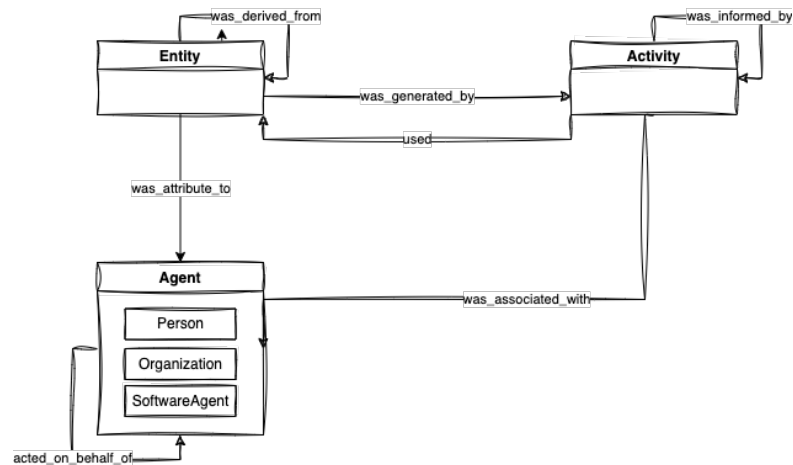 was_derived_from
was_informed_by
Entity
Activity
was_generated_by
used
was_attribute_to
Agent
was_associated_with
Person
Organization
SoftwareAgent
acted_on_behalf_of